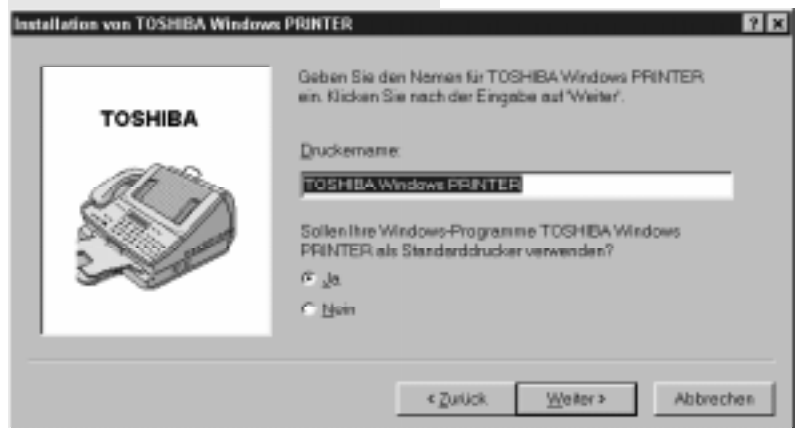 Installation von TOSHIBA Windows PRINTER
TOSHIBA
Geben Sie den Namen für TOSHIBA Windows PRINTER
ein. Klicken Sie nach der Eingabe auf 'Weiter'.
Druckername:
TOSHIBA Windows PRINTER
Sollen Ihre Windows-Programme TOSHIBA Windows
PRINTER als Standarddrucker verwenden?
Ja
Nein
< Zurück
Weiter >
Abbrechen